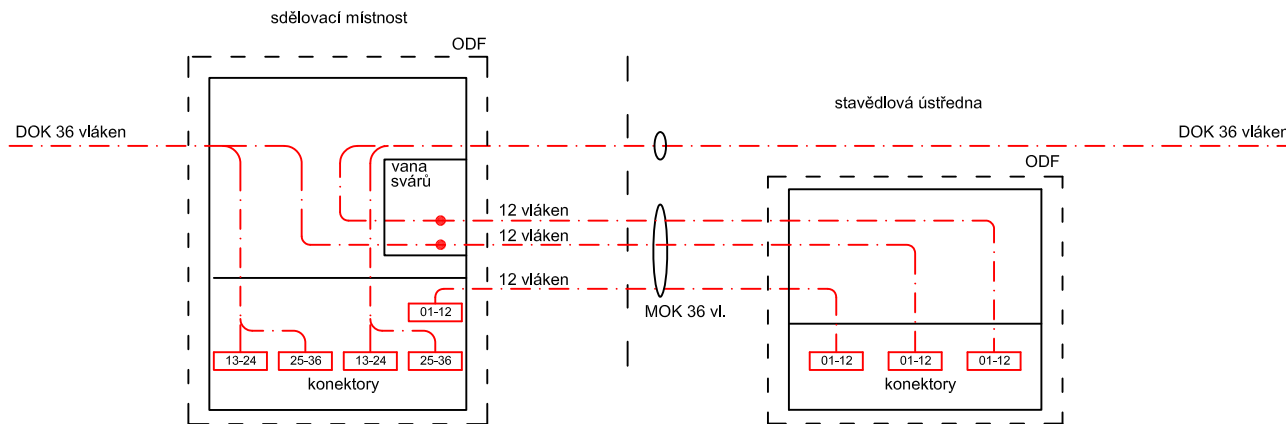 sdělovací místnost
ODF
stavědlová ústředna
DOK 36 vláken
DOK 36 vláken
ODF
vana
svárů
12 vláken
12 vláken
12 vláken
MOK 36 vl.
01-12
13-24
25-36
13-24
25-36
konektory
01-12
01-12
01-12
konektory